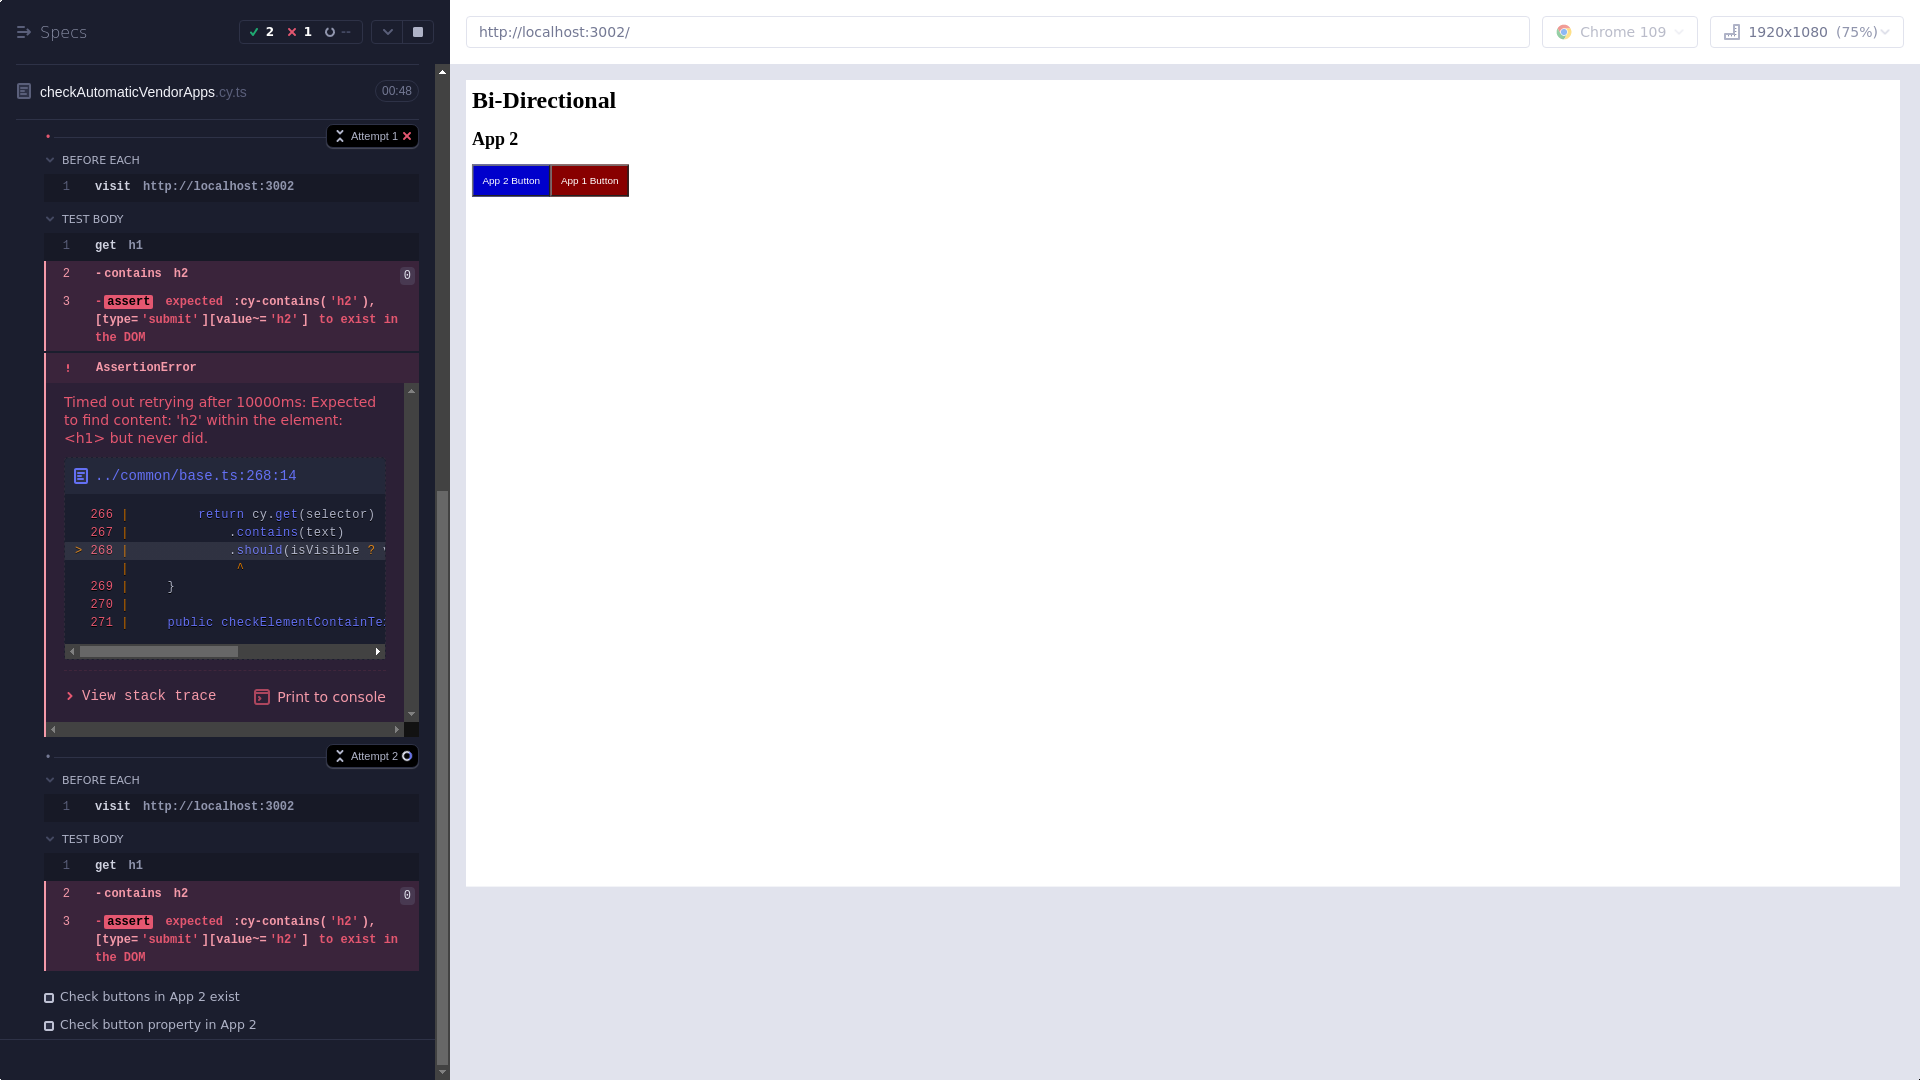 Specs
2 1 --
checkAutomaticVendorApps.cy.ts 00:48
Attempt 1
BEFORE EACH
1 visit http://localhost:3002
TEST BODY
1 get h1
2 -contains h2 0
3 -assert expected :cy-contains('h2'),
[type='submit'][value~='h2'] to exist in
the DOM
! AssertionError
Timed out retrying after 10000ms: Expected
to find content: 'h2' within the element:
<h1> but never did.
../common/base.ts:268:14
266 | return cy.get(selector)
267 | .contains(text)
> 268 | .should(isVisible ?
| ^
269 | }
270 |
271 | public checkElementContainTe
View stack trace Print to console
Attempt 2
BEFORE EACH
1 visit http://localhost:3002
TEST BODY
1 get h1
2 -contains h2 0
3 -assert expected :cy-contains('h2'),
[type='submit'][value~='h2'] to exist in
the DOM
Check buttons in App 2 exist
Check button property in App 2
http://localhost:3002/
Chrome 109
1920x1080 (75%)
Bi-Directional
App 2
App 2 Button App 1 Button